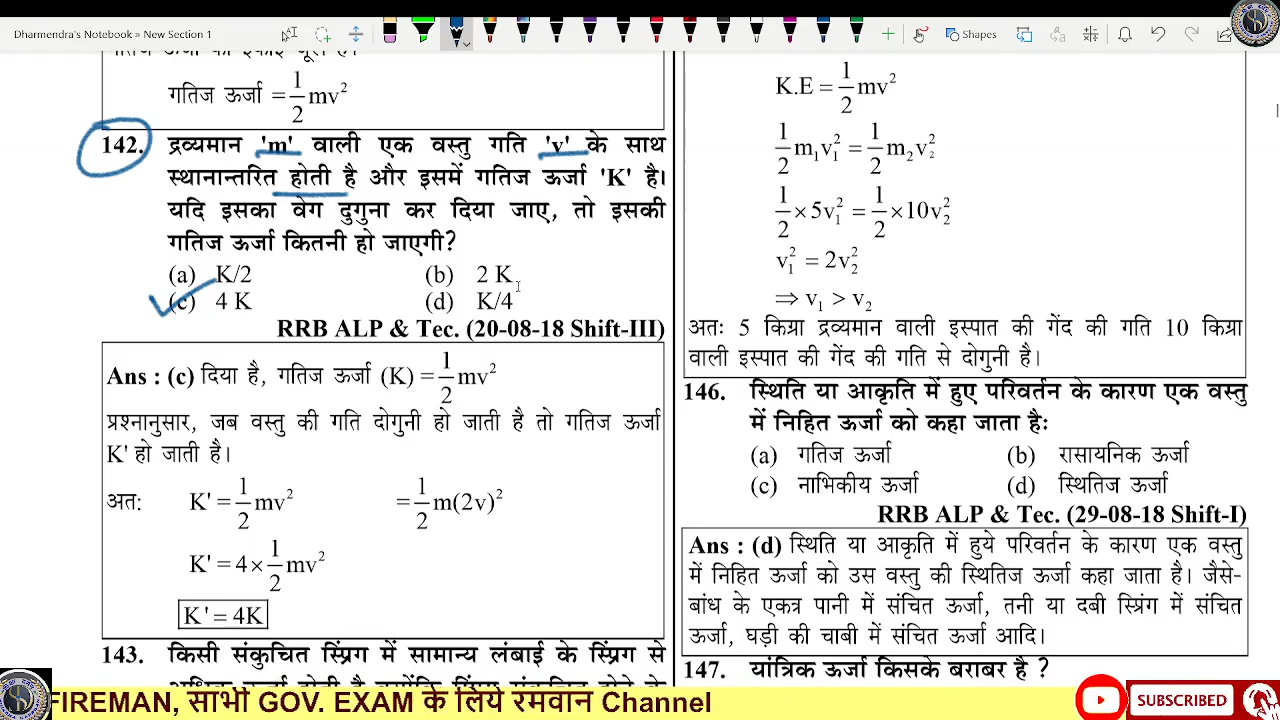 Dharmendra's Notebook » New Section 1
Shapes
गतिज ऊर्जा = 1/2 mv²
142. द्रव्यमान 'm' वाली एक वस्तु गति 'v' के साथ
स्थानान्तरित होती है और इसमें गतिज ऊर्जा 'K' है।
यदि इसका वेग दुगुना कर दिया जाए, तो इसकी
गतिज ऊर्जा कितनी हो जाएगी?
(a) K/2 (b) 2 K
(c) 4 K (d) K/4
RRB ALP & Tec. (20-08-18 Shift-III)
Ans : (c) दिया है, गतिज ऊर्जा (K) = 1/2 mv²
प्रश्नानुसार, जब वस्तु की गति दोगुनी हो जाती है तो गतिज ऊर्जा
K' हो जाती है।
अतः K' = 1/2 mv² = 1/2 m(2v)²
K' = 4 × 1/2 mv²
K' = 4K
143. किसी संकुचित स्प्रिंग में सामान्य लंबाई के स्प्रिंग से
K.E = 1/2 mv²
1/2 m₁v₁² = 1/2 m₂v₂²
1/2 × 5v₁² = 1/2 × 10v₂²
v₁² = 2v₂²
⇒ v₁ > v₂
अतः 5 किग्रा द्रव्यमान वाली इस्पात की गेंद की गति 10 किग्रा
वाली इस्पात की गेंद की गति से दोगुनी है।
146. स्थिति या आकृति में हुए परिवर्तन के कारण एक वस्तु
में निहित ऊर्जा को कहा जाता हैः
(a) गतिज ऊर्जा (b) रासायनिक ऊर्जा
(c) नाभिकीय ऊर्जा (d) स्थितिज ऊर्जा
RRB ALP & Tec. (29-08-18 Shift-I)
Ans : (d) स्थिति या आकृति में हुये परिवर्तन के कारण एक वस्तु
में निहित ऊर्जा को उस वस्तु की स्थितिज ऊर्जा कहा जाता है। जैसे-
बांध के एकत्र पानी में संचित ऊर्जा, तनी या दबी स्प्रिंग में संचित
ऊर्जा, घड़ी की चाबी में संचित ऊर्जा आदि।
147. यांत्रिक ऊर्जा किसके बराबर है ?
FIREMAN, साभी GOV. EXAM के लिये रमवान Channel
SUBSCRIBED